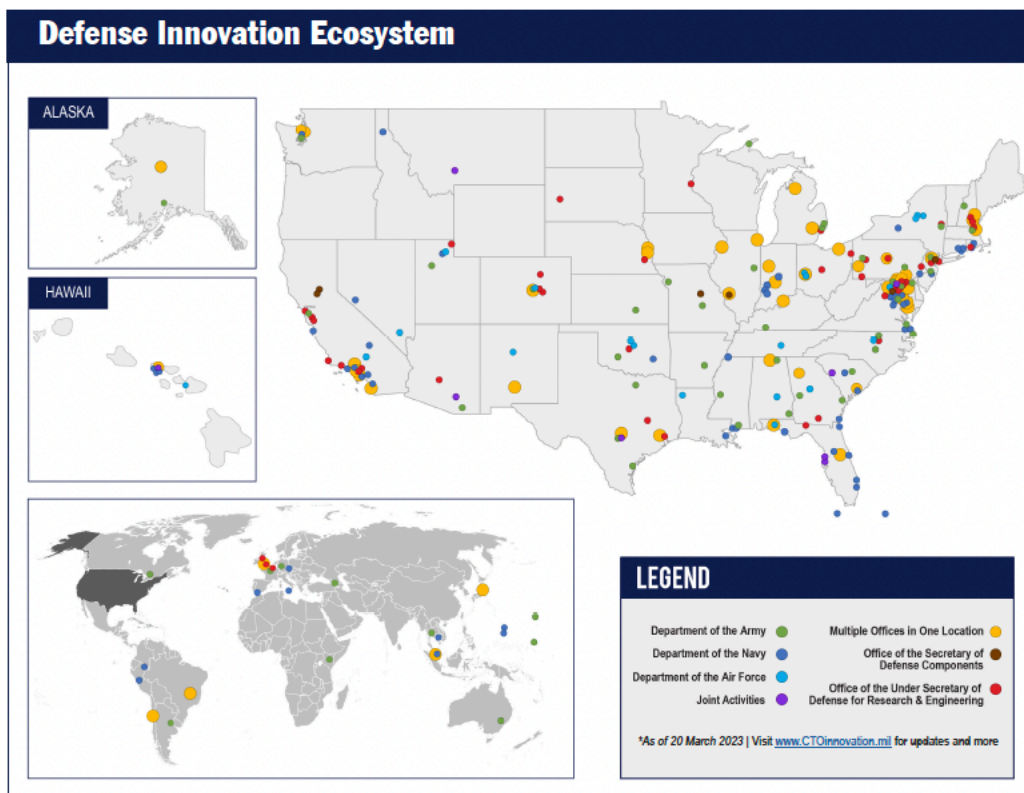 Defense Innovation Ecosystem
ALASKA
HAWAII
LEGEND
Department of the Army
Department of the Navy
Department of the Air Force
Joint Activities
Multiple Offices in One Location
Office of the Secretary of
Defense Components
Office of the Under Secretary of
Defense for Research & Engineering
*As of 20 March 2023 | Visit www.CTOinnovation.mil for updates and more